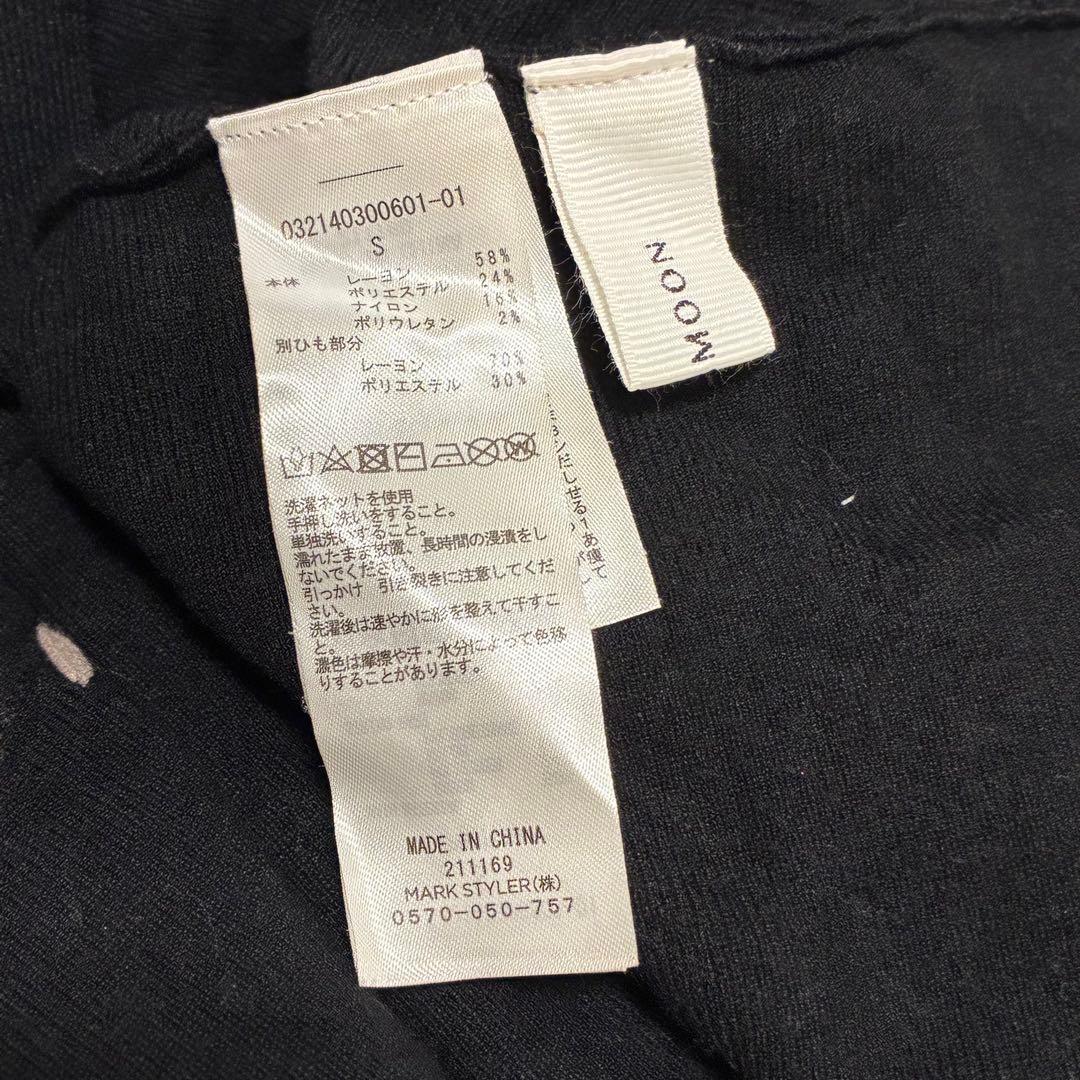 032140300601-01
S
本体 レーヨン 58%
ポリエステル 24%
ナイロン 16%
ポリウレタン 2%
別ひも部分
レーヨン 70%
ポリエステル 30%
洗濯ネットを使用
手押し洗いをすること。
単独洗いすること。
濡れたまま放置、長時間の浸漬をし
ないでください。
引っかけ 引き裂きに注意してくだ
さい。
洗濯後は速やかに形を整えて干すこ
と。
濃色は摩擦や汗・水分によって色移
りすることがあります。
MADE IN CHINA
211169
MARK STYLER(株)
0570-050-757
MOON